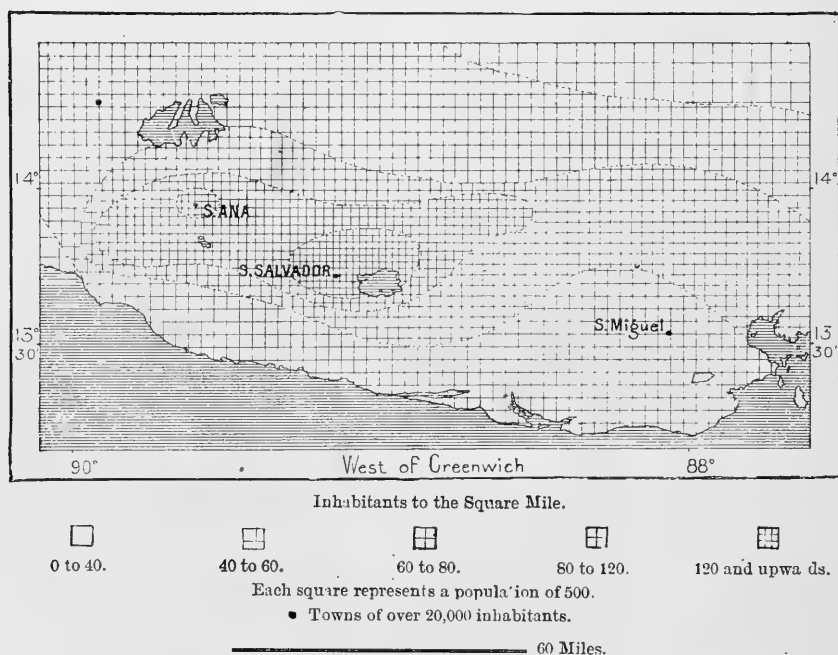 14° 14°
S. ANA
S. SALVADOR
S. Miguel
13° 13
30' 30'
90° West of Greenwich 88°
Inhabitants to the Square Mile.
0 to 40. 40 to 60. 60 to 80. 80 to 120. 120 and upwa ds.
Each square represents a popula'ion of 500.
• Towns of over 20,000 inhabitants.
60 Miles.